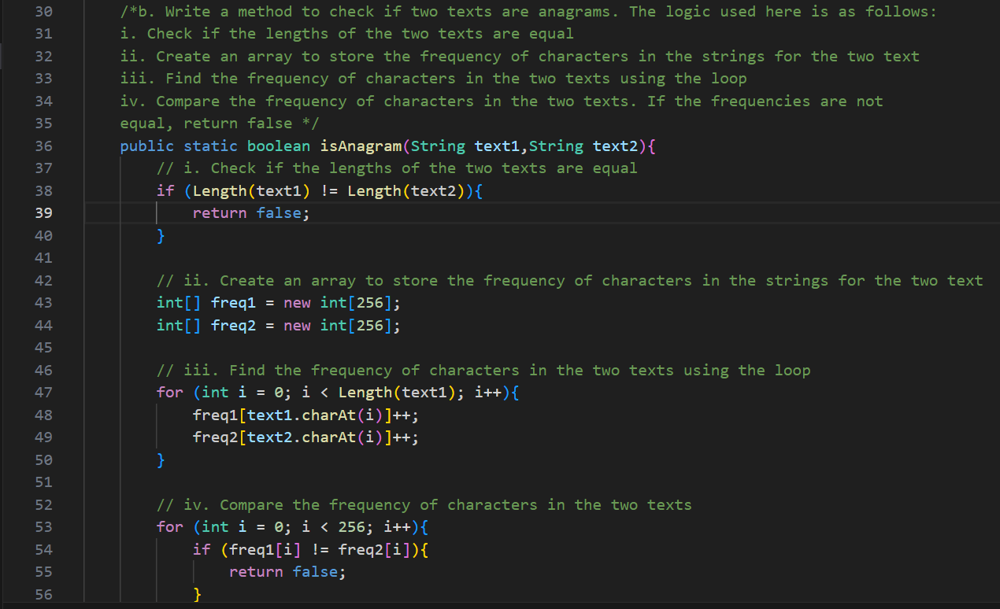 30 /*b. Write a method to check if two texts are anagrams. The logic used here is as follows:
31 i. Check if the lengths of the two texts are equal
32 ii. Create an array to store the frequency of characters in the strings for the two text
33 iii. Find the frequency of characters in the two texts using the loop
34 iv. Compare the frequency of characters in the two texts. If the frequencies are not
35 equal, return false */
36 public static boolean isAnagram(String text1,String text2){
37 // i. Check if the lengths of the two texts are equal
38 if (Length(text1) != Length(text2)){
39 return false;
40 }
41
42 // ii. Create an array to store the frequency of characters in the strings for the two text
43 int[] freq1 = new int[256];
44 int[] freq2 = new int[256];
45
46 // iii. Find the frequency of characters in the two texts using the loop
47 for (int i = 0; i < Length(text1); i++){
48 freq1[text1.charAt(i)]++;
49 freq2[text2.charAt(i)]++;
50 }
51
52 // iv. Compare the frequency of characters in the two texts
53 for (int i = 0; i < 256; i++){
54 if (freq1[i] != freq2[i]){
55 return false;
56 }